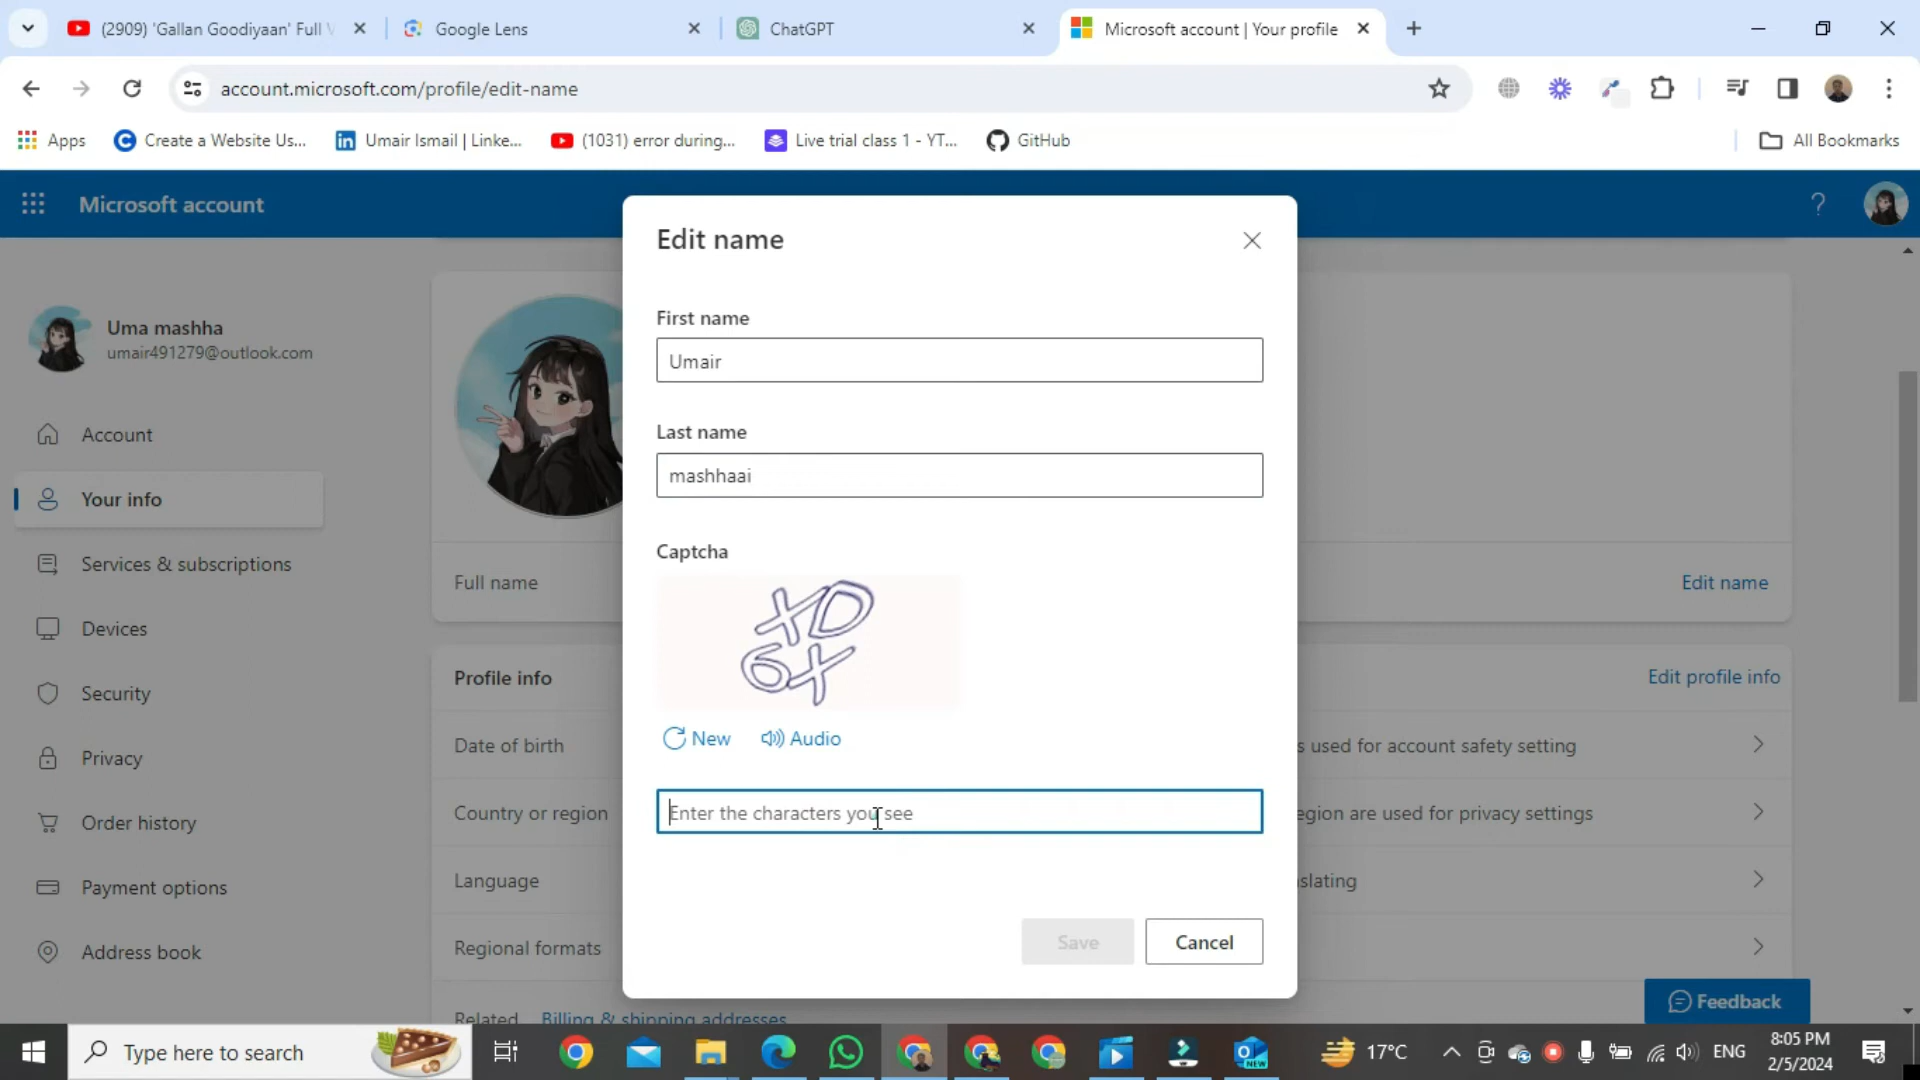 (2909) 'Gallan Goodiyaan' Full V
Google Lens
ChatGPT
Microsoft account | Your profile
account.microsoft.com/profile/edit-name
Apps
Create a Website Us...
Umair Ismail | Linke...
(1031) error during...
Live trial class 1 - YT...
GitHub
All Bookmarks
Microsoft account
Uma mashha
umair491279@outlook.com
Account
Your info
Services & subscriptions
Devices
Security
Privacy
Order history
Payment options
Address book
Full name
Edit name
Profile info
Edit profile info
Date of birth
s used for account safety setting
Country or region
egion are used for privacy settings
Language
nslating
Regional formats
Related
Billing & shipping addresses
Edit name
First name
Umair
Last name
mashhaai
Captcha
XD
6X
New
Audio
Enter the characters you see
Save
Cancel
Feedback
Type here to search
NEW
17°C
ENG
8:05 PM
2/5/2024